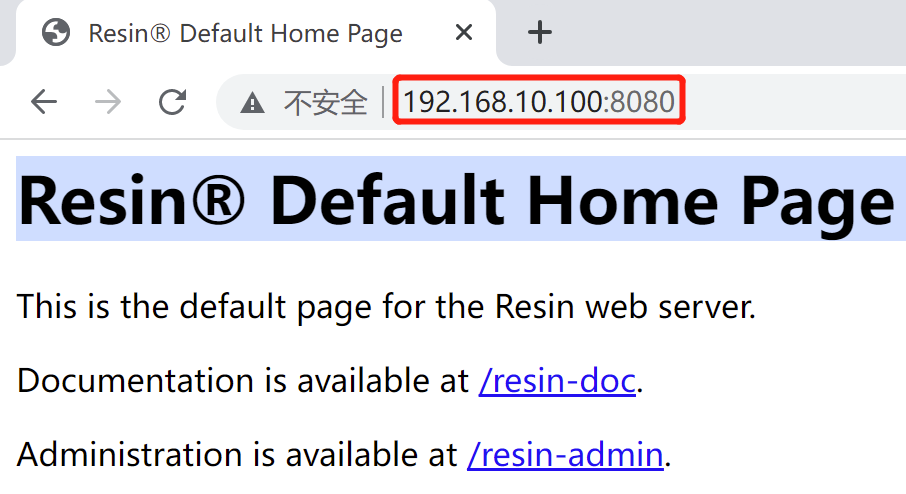 Resin® Default Home Page
不安全
192.168.10.100:8080
Resin® Default Home Page
This is the default page for the Resin web server.
Documentation is available at /resin-doc.
Administration is available at /resin-admin.